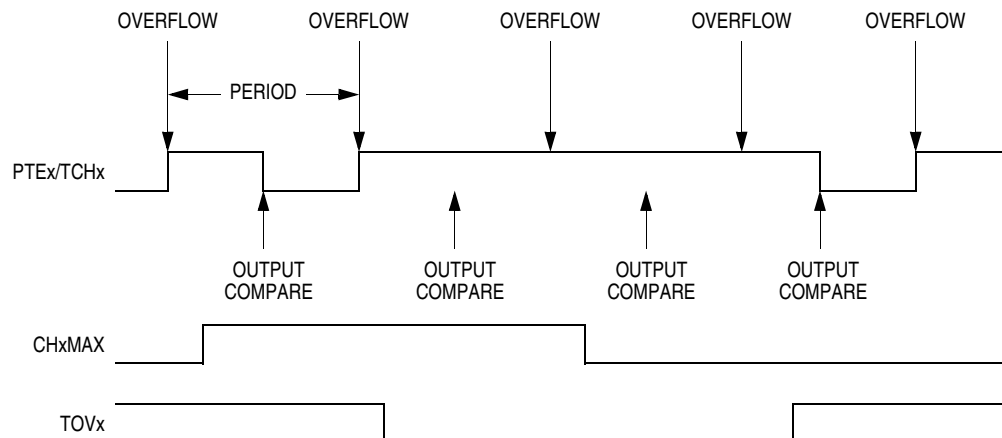 OVERFLOW OVERFLOW OVERFLOW OVERFLOW OVERFLOW
PERIOD
PTEx/TCHx
OUTPUT OUTPUT OUTPUT OUTPUT
COMPARE COMPARE COMPARE COMPARE
CHxMAX
TOVx